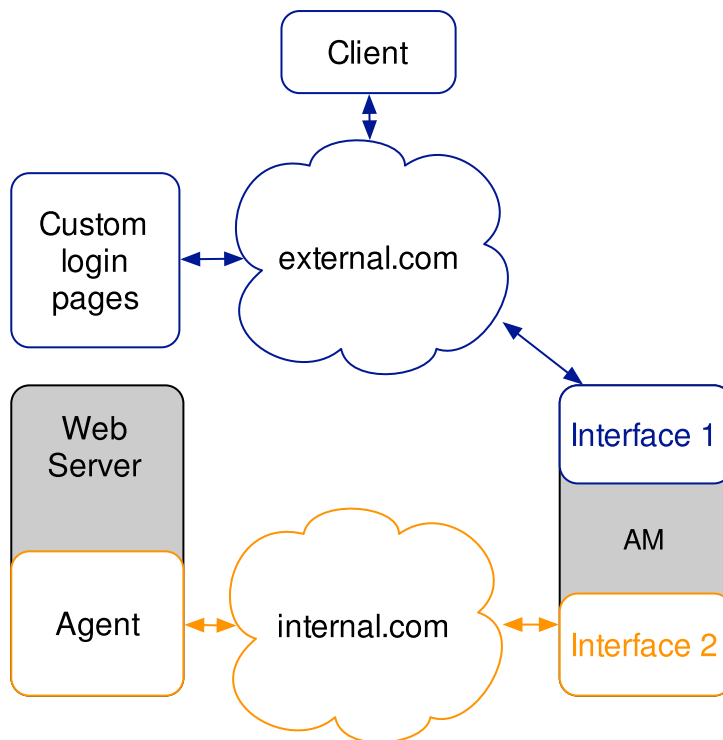 Client
Custom
login
pages
external.com
Web
Server
Interface 1
AM
Agent
internal.com
Interface 2